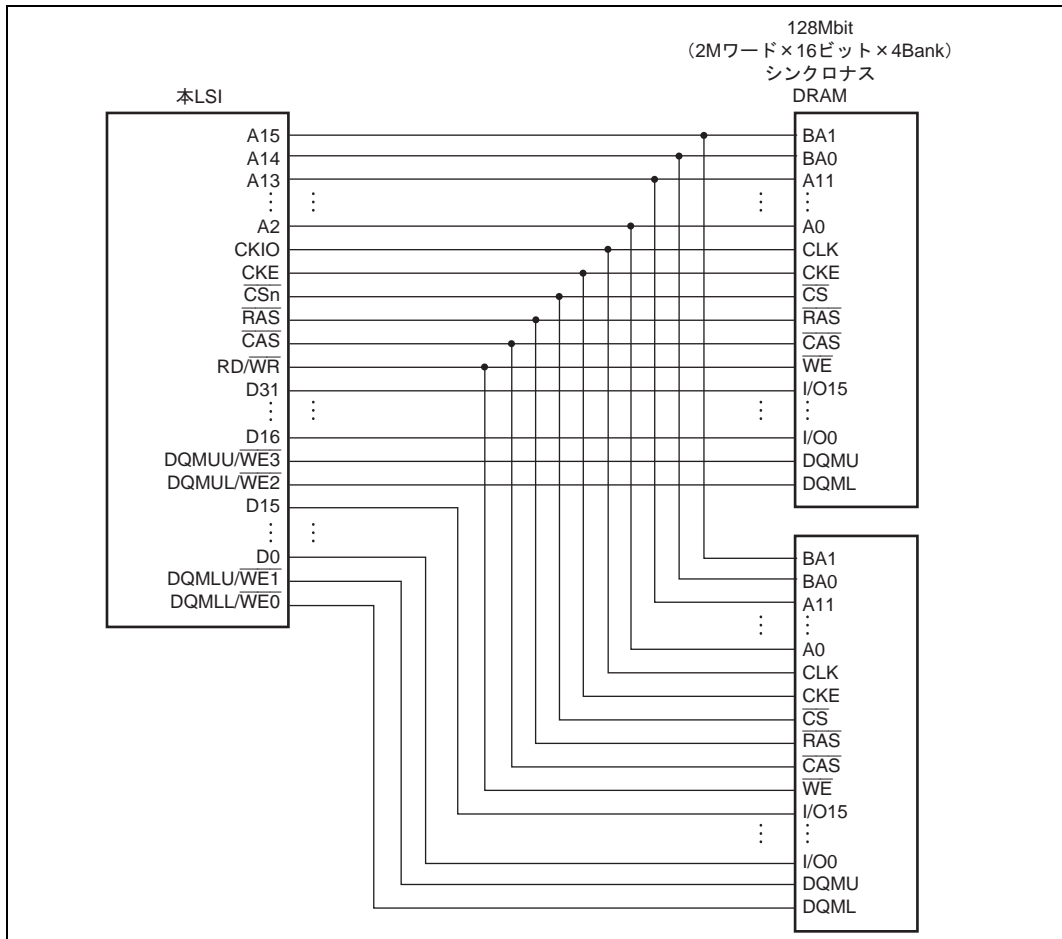 128Mbit
（2Mワード×16ビット×4Bank）
シンクロナス
DRAM
本LSI
A15
A14
A13
⋮ ⋮
A2
CKIO
CKE
CSn
RAS
CAS
RD/WR
D31
⋮ ⋮
D16
DQMUU/WE3
DQMUL/WE2
D15
⋮ ⋮
D0
DQMLU/WE1
DQMLL/WE0
BA1
BA0
A11
⋮ ⋮
A0
CLK
CKE
CS
RAS
CAS
WE
I/O15
⋮ ⋮
I/O0
DQMU
DQML
BA1
BA0
A11
⋮ ⋮
A0
CLK
CKE
CS
RAS
CAS
WE
I/O15
⋮ ⋮
I/O0
DQMU
DQML